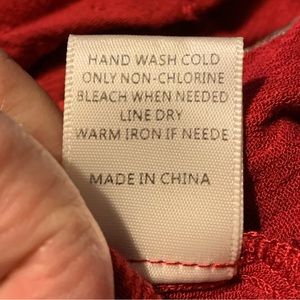 HAND WASH COLD
ONLY NON-CHLORINE
BLEACH WHEN NEEDED
LINE DRY
WARM IRON IF NEEDE
MADE IN CHINA